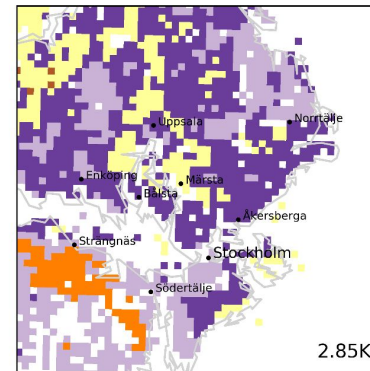 Uppsala
Norrtälje
Enköping
Märsta
Bålsta
Åkersberga
Strängnäs
Stockholm
Södertälje
2.85K